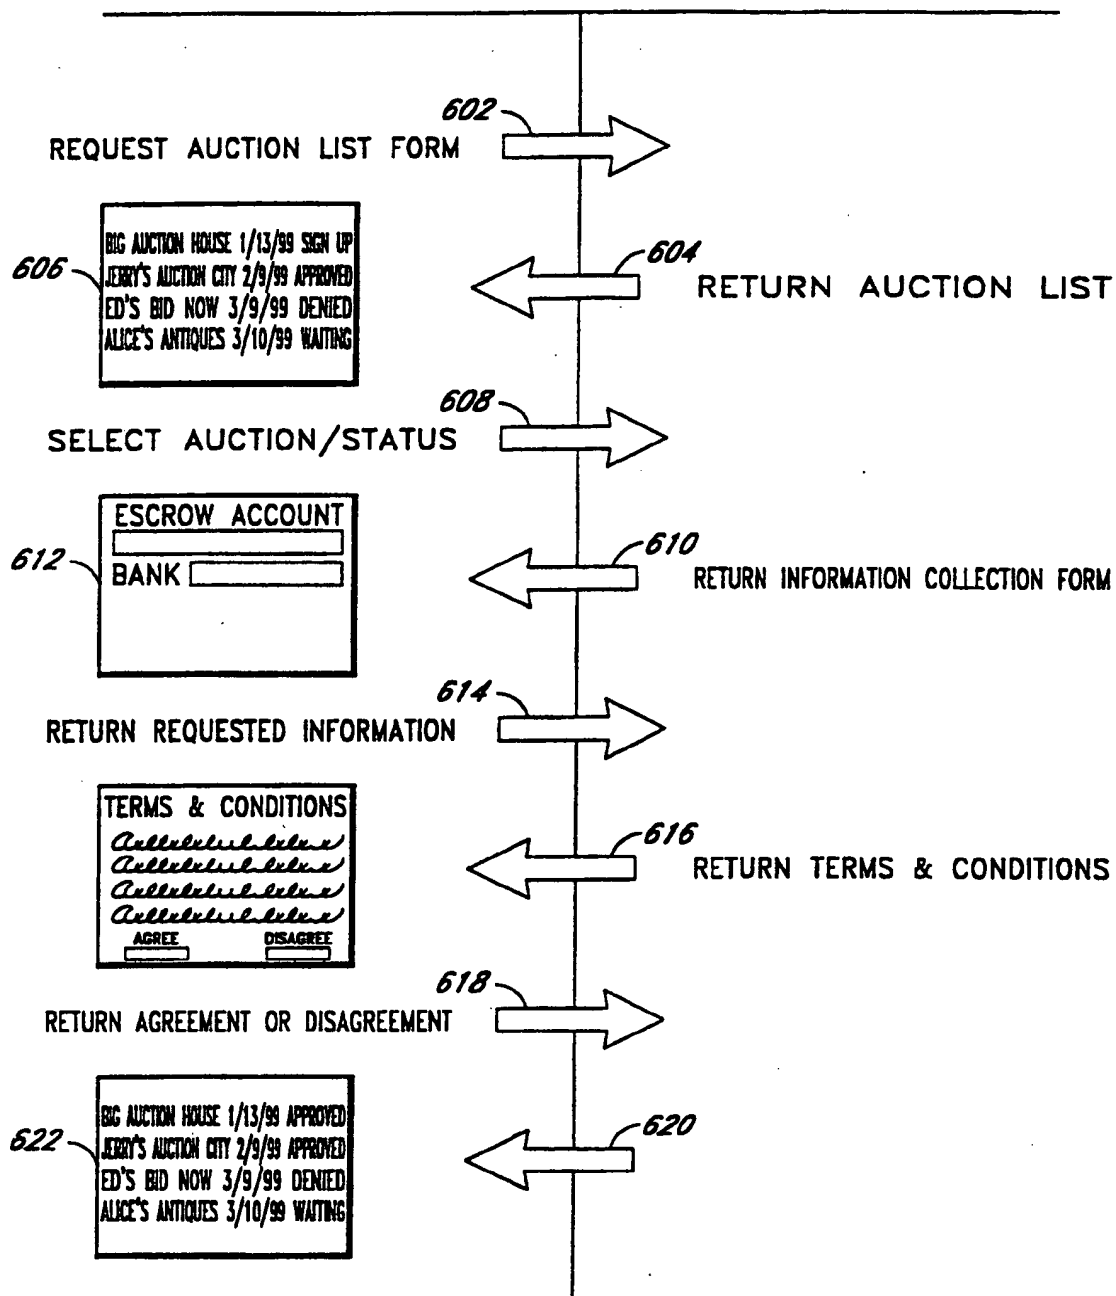 602
REQUEST AUCTION LIST FORM
BIG AUCTION HOUSE 1/13/99 SIGN UP
JERRY'S AUCTION CITY 2/9/99 APPROVED
ED'S BID NOW 3/9/99 DENIED
ALICE'S ANTIQUES 3/10/99 WAITING
606
604
RETURN AUCTION LIST
608
SELECT AUCTION/STATUS
ESCROW ACCOUNT
BANK
612
610
RETURN INFORMATION COLLECTION FORM
614
RETURN REQUESTED INFORMATION
TERMS & CONDITIONS
AGREE DISAGREE
616
RETURN TERMS & CONDITIONS
618
RETURN AGREEMENT OR DISAGREEMENT
BIG AUCTION HOUSE 1/13/99 APPROVED
JERRY'S AUCTION CITY 2/9/99 APPROVED
ED'S BID NOW 3/9/99 DENIED
ALICE'S ANTIQUES 3/10/99 WAITING
622
620